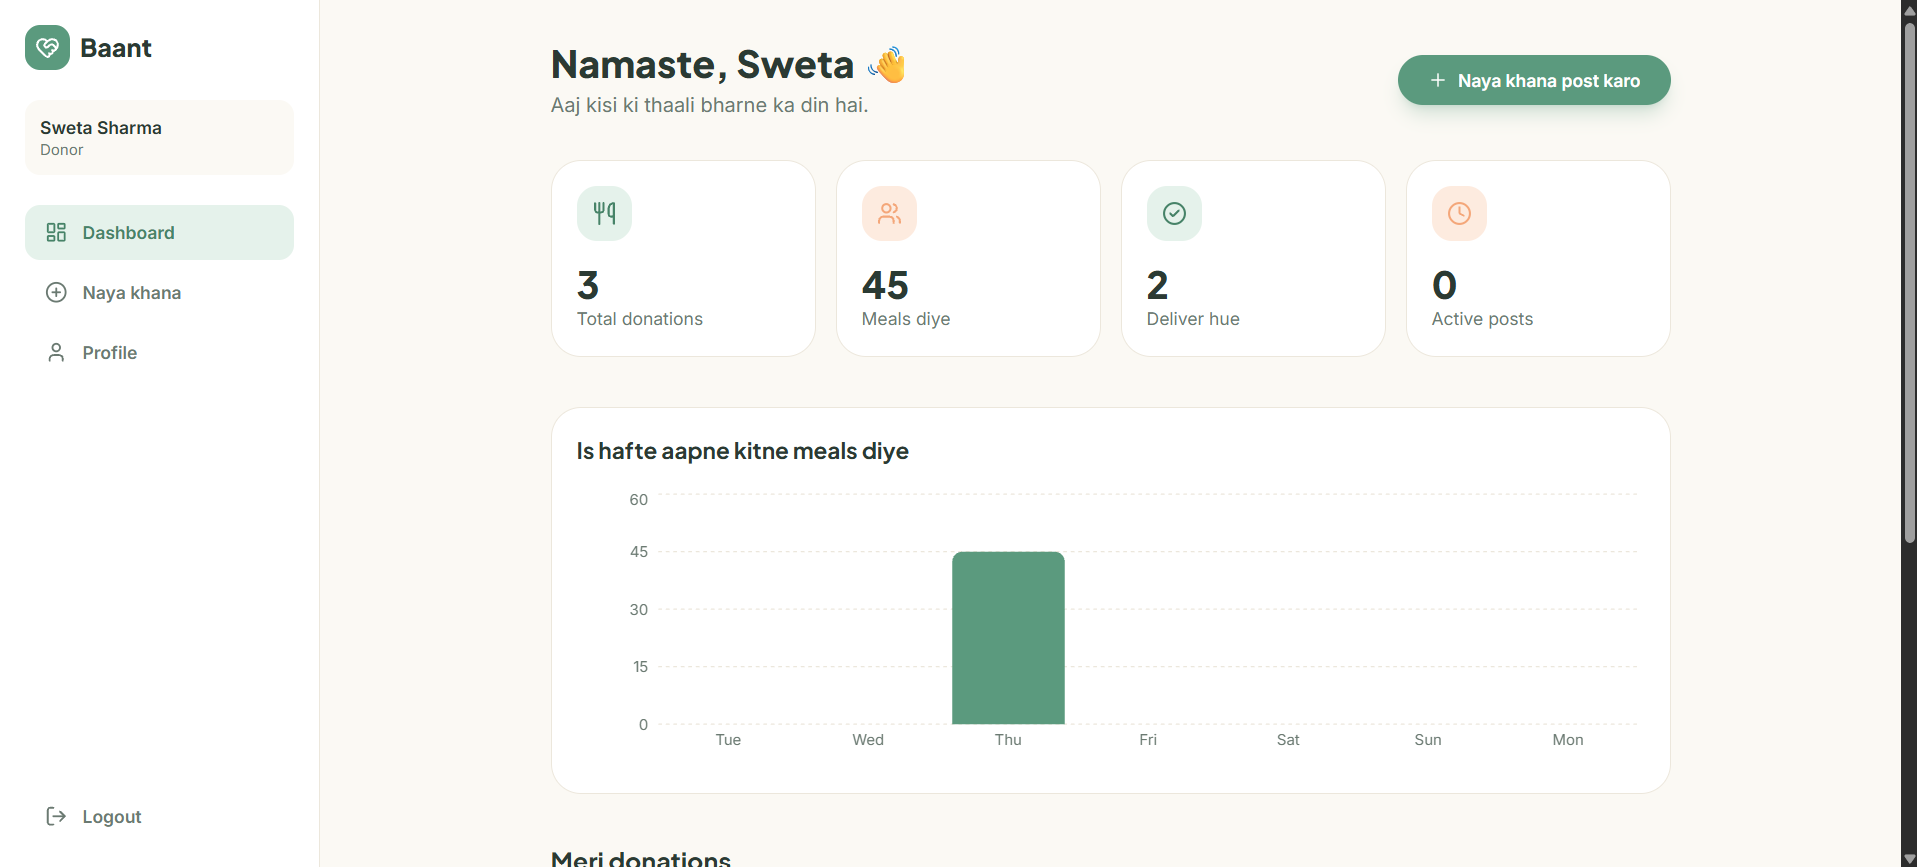 Baant
Sweta Sharma
Donor
Dashboard
Naya khana
Profile
Logout
Namaste, Sweta 👋
Aaj kisi ki thaali bharne ka din hai.
Naya khana post karo
3
Total donations
45
Meals diye
2
Deliver hue
0
Active posts
Is hafte aapne kitne meals diye
60
45
30
15
0
Tue Wed Thu Fri Sat Sun Mon
Meri donations